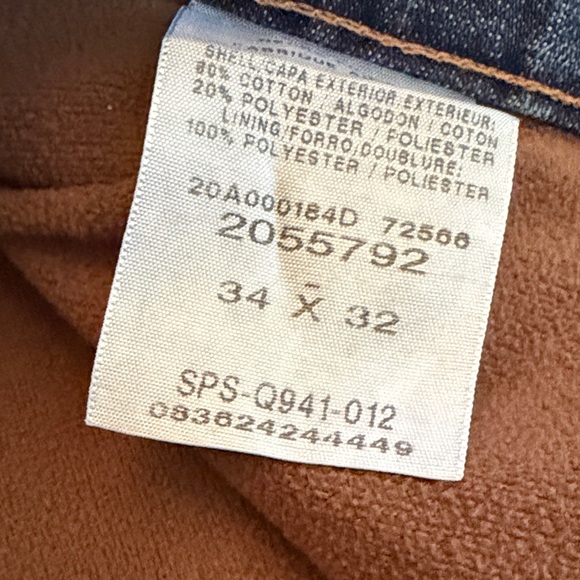 SHELL/CAPA EXTERIOR/EXTERIEUR:
80% COTTON / ALGODON / COTON
20% POLYESTER / POLIESTER
LINING/FORRO/DOUBLURE:
100% POLYESTER / POLIESTER
20A000184D 72566
2055792
34 X 32
SPS-Q941-012
083624244449